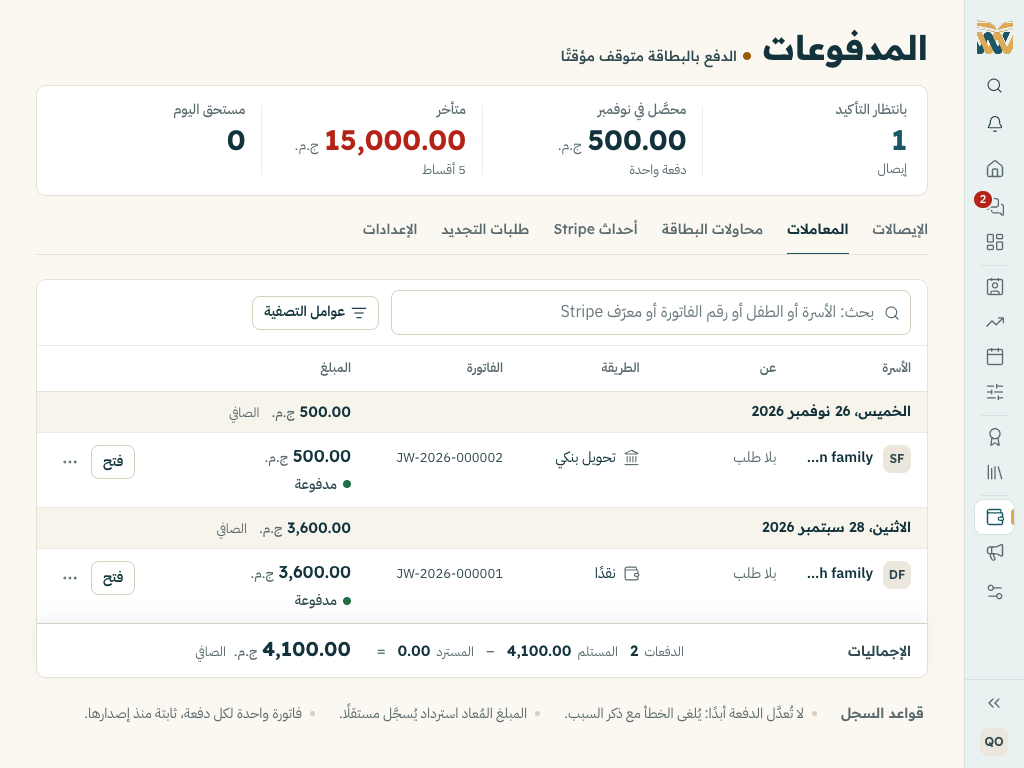 المدفوعات
الدفع بالبطاقة متوقف مؤقتًا
بانتظار التأكيد
1
إيصال
محصَّل في نوفمبر
500.00 ج.م.
دفعة واحدة
متأخر
15,000.00 ج.م.
5 أقساط
مستحق اليوم
0
2
الإيصالات المعاملات محاولات البطاقة أحداث Stripe طلبات التجديد الإعدادات
بحث: الأسرة أو الطفل أو رقم الفاتورة أو معرّف Stripe
عوامل التصفية
الأسرة عن الطريقة الفاتورة المبلغ
الخميس، 26 نوفمبر 2026 500.00 ج.م. الصافي
SF ...n family بلا طلب تحويل بنكي JW-2026-000002 500.00 ج.م. فتح
مدفوعة
الاثنين، 28 سبتمبر 2026 3,600.00 ج.م. الصافي
DF ...h family بلا طلب نقدًا JW-2026-000001 3,600.00 ج.م. فتح
مدفوعة
الإجماليات الدفعات 2 المستلم 4,100.00 – المسترد 0.00 = 4,100.00 ج.م. الصافي
قواعد السجل • لا تُعدَّل الدفعة أبدًا: يُلغى الخطأ مع ذكر السبب. • المبلغ المُعاد استرداد يُسجَّل مستقلًا. • فاتورة واحدة لكل دفعة، ثابتة منذ إصدارها.
QO